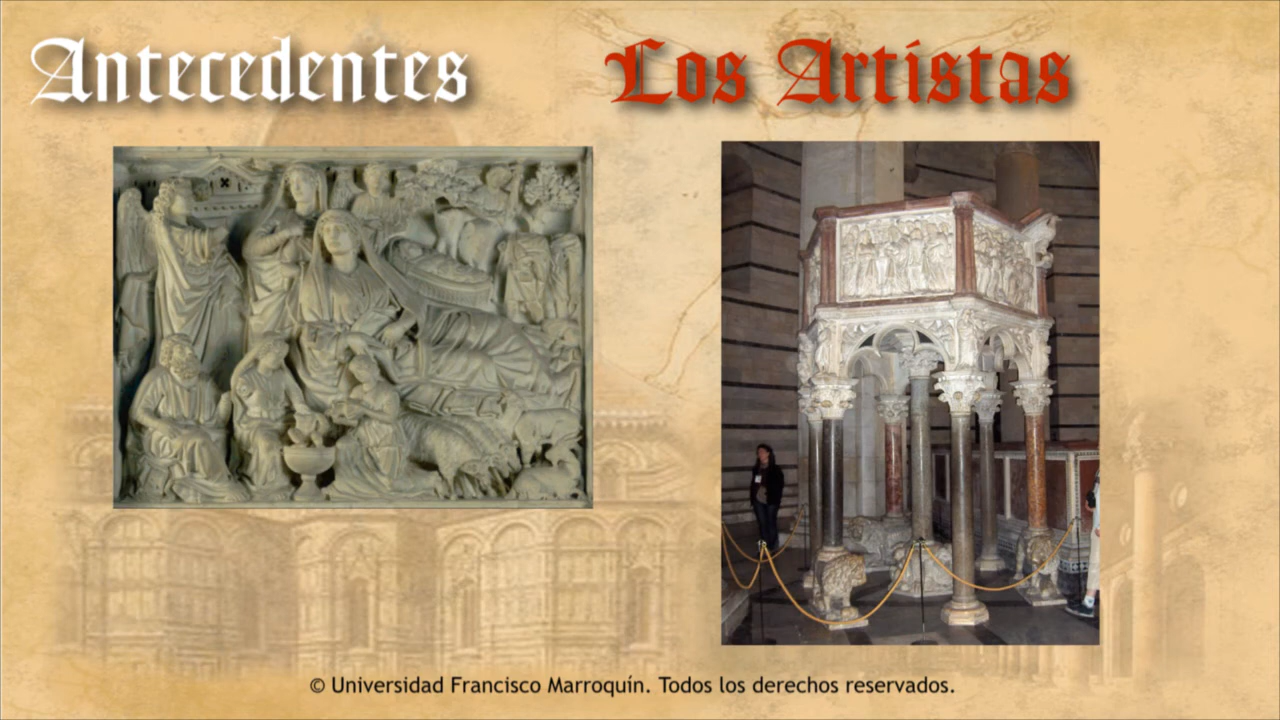 Antecedentes
Los Artistas
© Universidad Francisco Marroquín. Todos los derechos reservados.